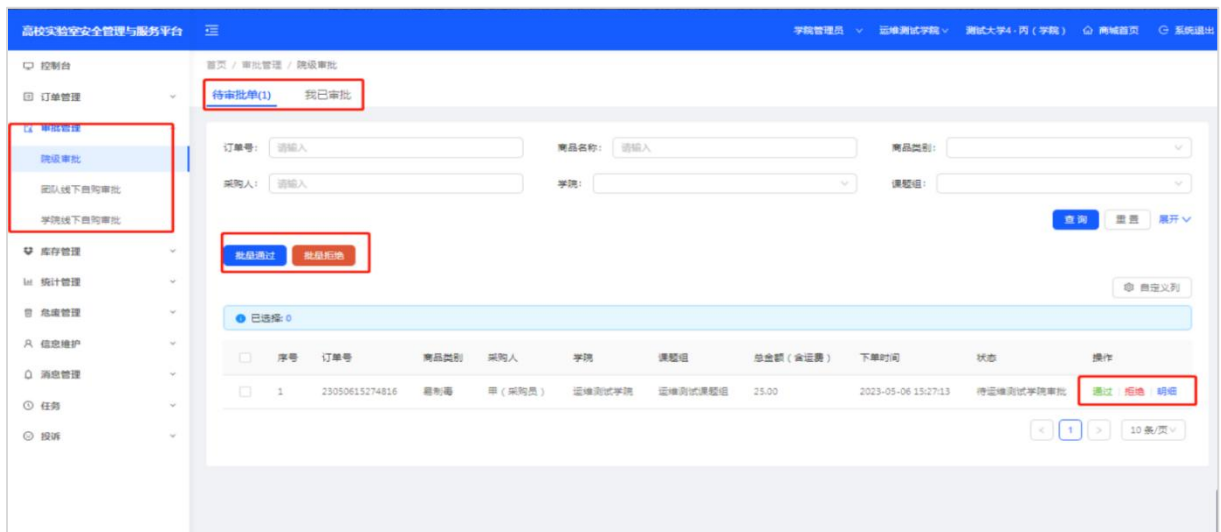 高校实验室安全管理与服务平台 学院管理员 运维测试学院 测试大学4-丙（学院） 商城首页 系统退出
控制台 首页 / 审批管理 / 院级审批
订单管理 待审批单(1) 我已审批
审批管理
订单号： 请输入 商品名称： 请输入 商品类别：
院级审批
采购人： 请输入 学院： 课题组：
团队线下自购审批
学院线下自购审批 查询 重置 展开
库存管理 批量通过 批量拒绝
统计管理 自定义列
危废管理 已选择: 0
信息维护
序号 订单号 商品类别 采购人 学院 课题组 总金额（含运费） 下单时间 状态 操作
消息管理
1 23050615274816 易制毒 甲（采购员） 运维测试学院 运维测试课题组 25.00 2023-05-06 15:27:13 待运维测试学院审批 通过 拒绝 明细
任务
投诉 < 1 > 10 条/页